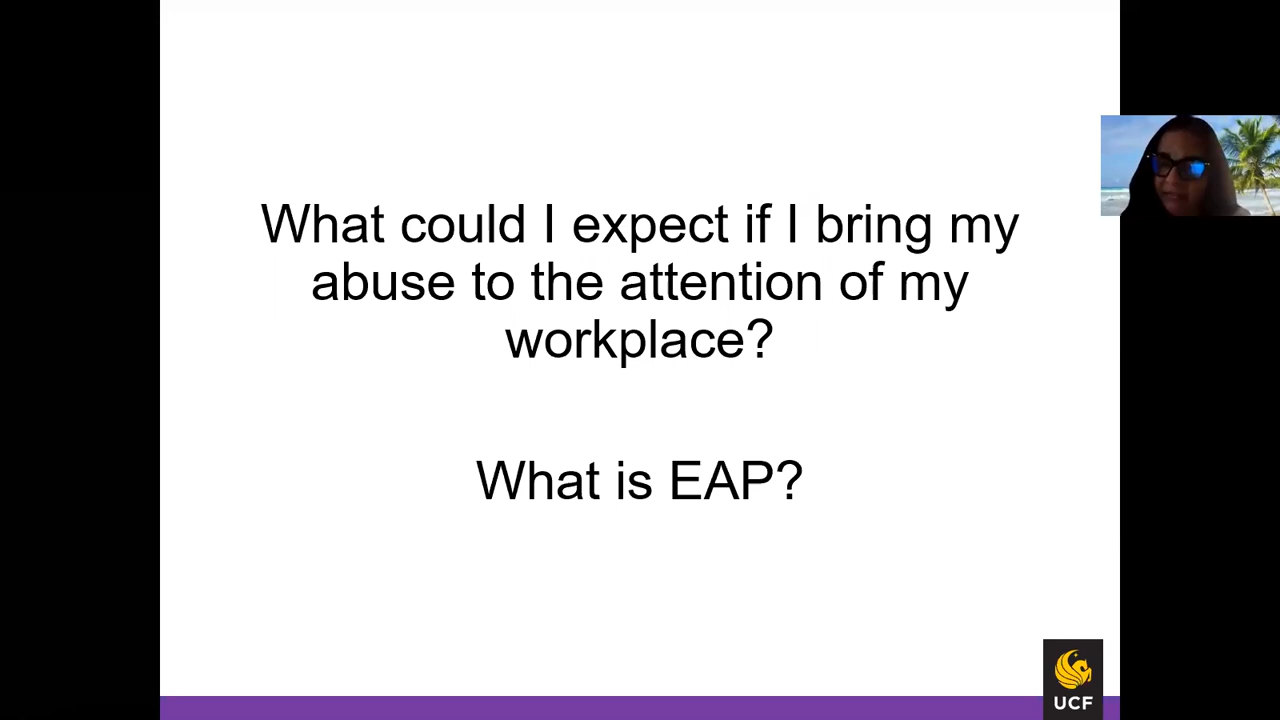 What could I expect if I bring my
abuse to the attention of my
workplace?
What is EAP?
UCF